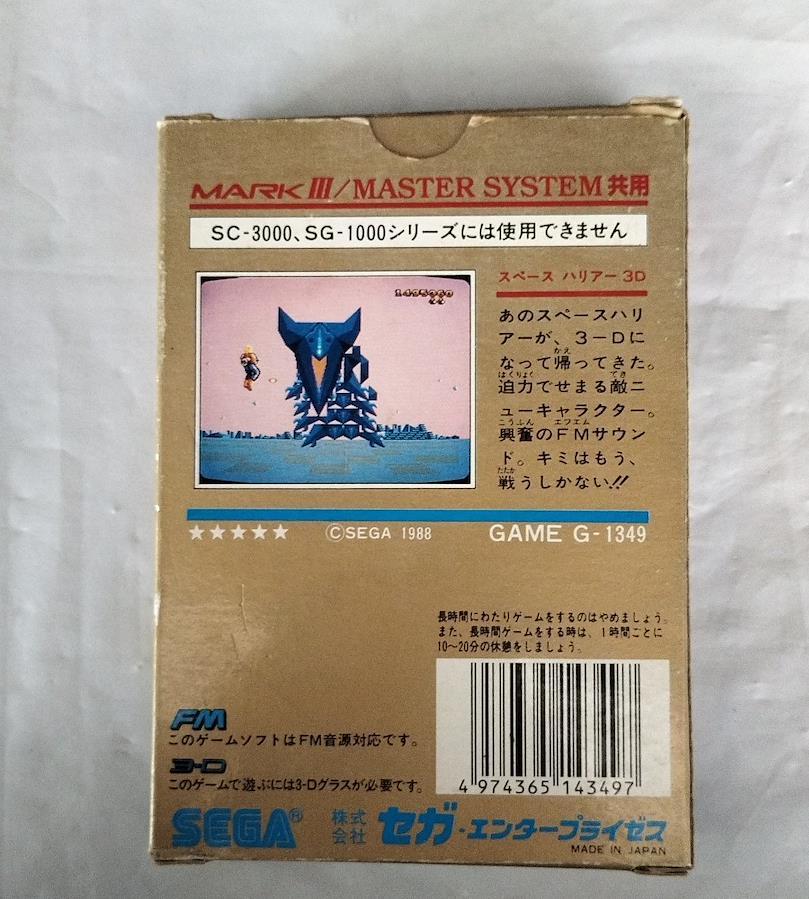 MARK III/MASTER SYSTEM 共用
SC-3000、SG-1000シリーズには使用できません
1495360
スペース ハリアー 3D
あのスペースハリ
アーが、3-Dに
なって帰ってきた。
迫力でせまる敵ニ
ューキャラクター。
興奮のFMサウン
ド。キミはもう、
戦うしかない!!
★★★★★ ©SEGA 1988 GAME G-1349
長時間にわたりゲームをするのはやめましょう。
また、長時間ゲームをする時は、1時間ごとに
10〜20分の休憩をしましょう。
FM
このゲームソフトはFM音源対応です。
3-D
このゲームで遊ぶには3-Dグラスが必要です。
4 974365 143497
SEGA® 株式会社 セガ・エンタープライゼス
MADE IN JAPAN